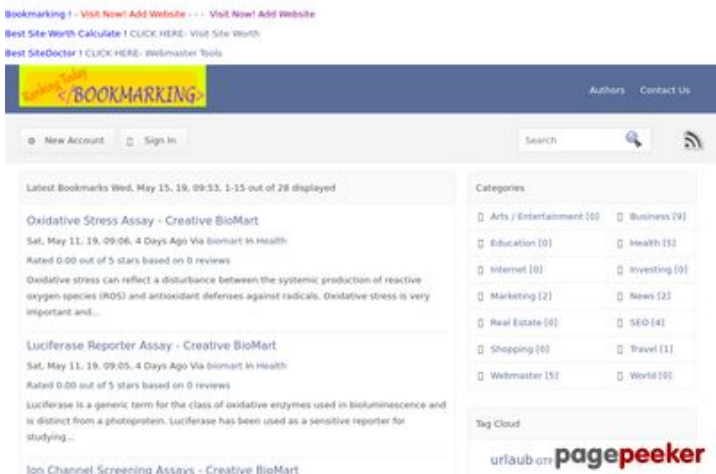 Bookmarking ! - Visit Now! Add Website - - - Visit Now! Add Website
Best Site Worth Calculate ! CLICK HERE- Visit Site Worth
Best SiteDoctor ! CLICK HERE- Webmaster Tools
Ranking Today
</BOOKMARKING>
Authors Contact Us
New Account Sign In
Search
Latest Bookmarks Wed, May 15, 19, 09:53, 1-15 out of 28 displayed
Oxidative Stress Assay - Creative BioMart
Sat, May 11, 19, 09:06, 4 Days Ago Via biomart In Health
Rated 0.00 out of 5 stars based on 0 reviews
Oxidative stress can reflect a disturbance between the systemic production of reactive
oxygen species (ROS) and antioxidant defenses against radicals. Oxidative stress is very
important and...
Luciferase Reporter Assay - Creative BioMart
Sat, May 11, 19, 09:05, 4 Days Ago Via biomart In Health
Rated 0.00 out of 5 stars based on 0 reviews
Luciferase is a generic term for the class of oxidative enzymes used in bioluminescence and
is distinct from a photoprotein. Luciferase has been used as a sensitive reporter for
studying...
Ion Channel Screening Assays - Creative BioMart
Categories
Arts / Entertainment [0] Business [9]
Education [0] Health [5]
Internet [0] Investing [0]
Marketing [2] News [2]
Real Estate [0] SEO [4]
Shopping [0] Travel [1]
Webmaster [5] World [0]
Tag Cloud
urlaub
pagepeeker